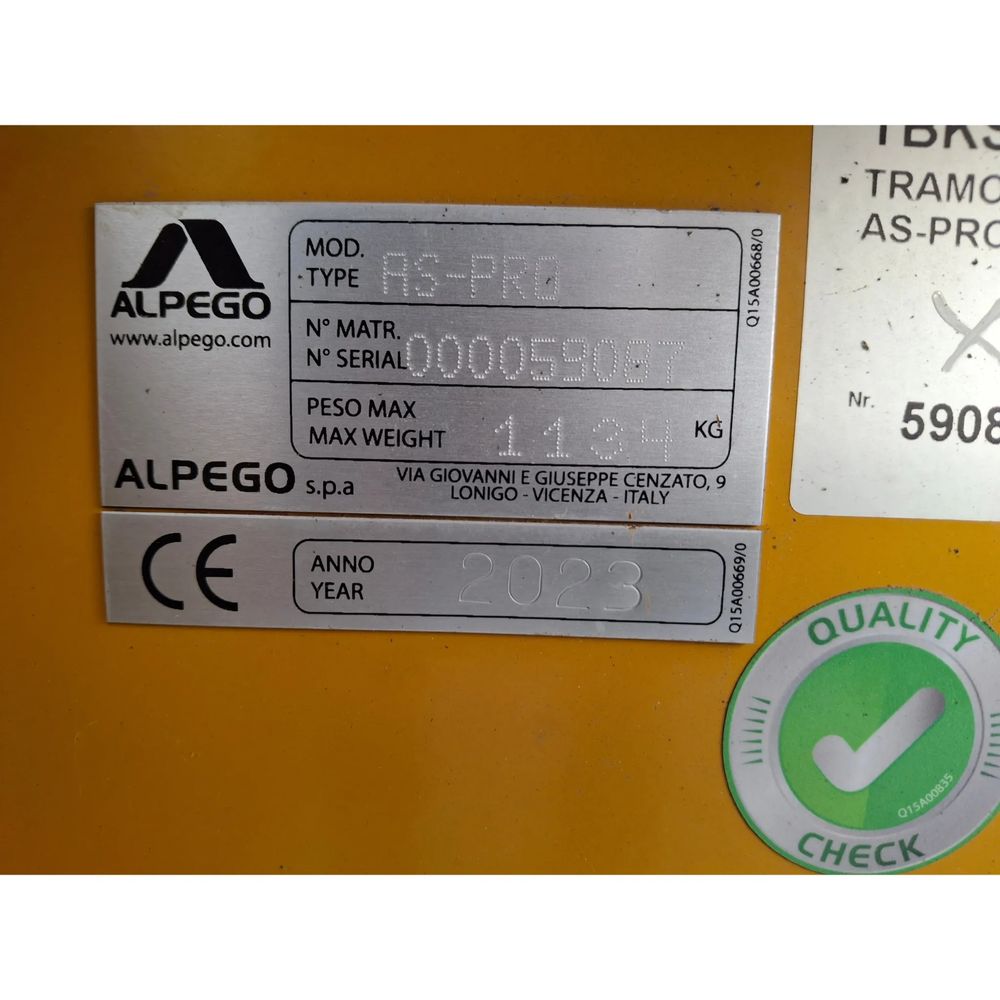 ALPEGO
www.alpego.com
MOD.
TYPE AS-PRO
N° MATR.
N° SERIAL 000059087
PESO MAX
MAX WEIGHT 1134 KG
ALPEGO s.p.a
VIA GIOVANNI E GIUSEPPE CENZATO, 9
LONIGO - VICENZA - ITALY
Q15A00668/0
CE
ANNO
YEAR 2023
Q15A00669/0
TRAMO
AS-PRO
Nr. 5908
QUALITY
CHECK
Q15A00835